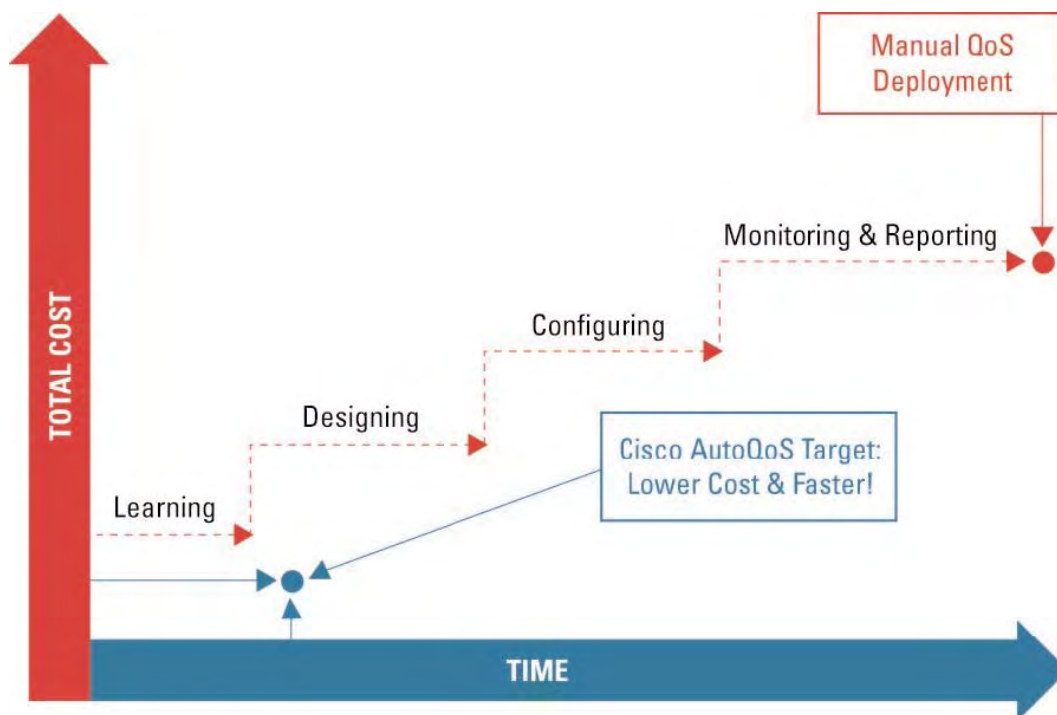 Manual QoS
Deployment
Monitoring & Reporting
Configuring
Designing
Cisco AutoQoS Target:
Lower Cost & Faster!
Learning
TOTAL COST
TIME